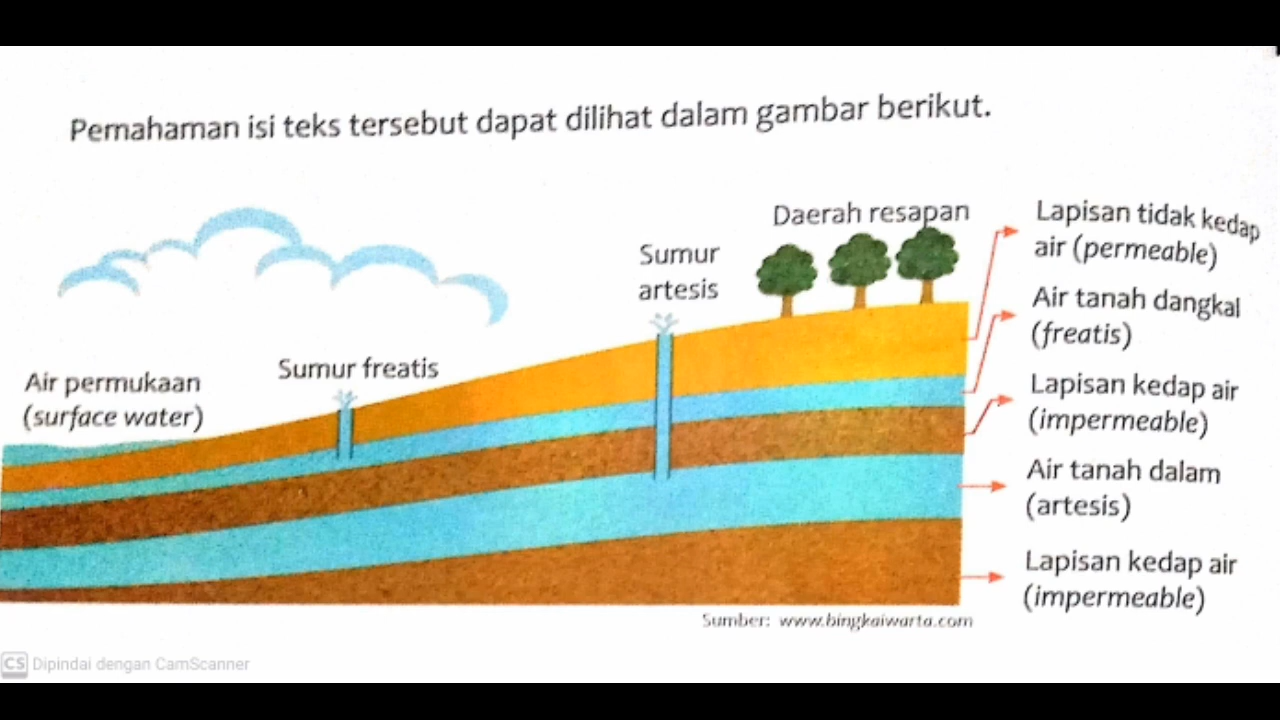 Pemahaman isi teks tersebut dapat dilihat dalam gambar berikut.
Daerah resapan
Sumur
artesis
Sumur freatis
Air permukaan
(surface water)
Lapisan tidak kedap
air (permeable)
Air tanah dangkal
(freatis)
Lapisan kedap air
(impermeable)
Air tanah dalam
(artesis)
Lapisan kedap air
(impermeable)
Sumber: www.bingkaiwarta.com
CS Dipindai dengan CamScanner